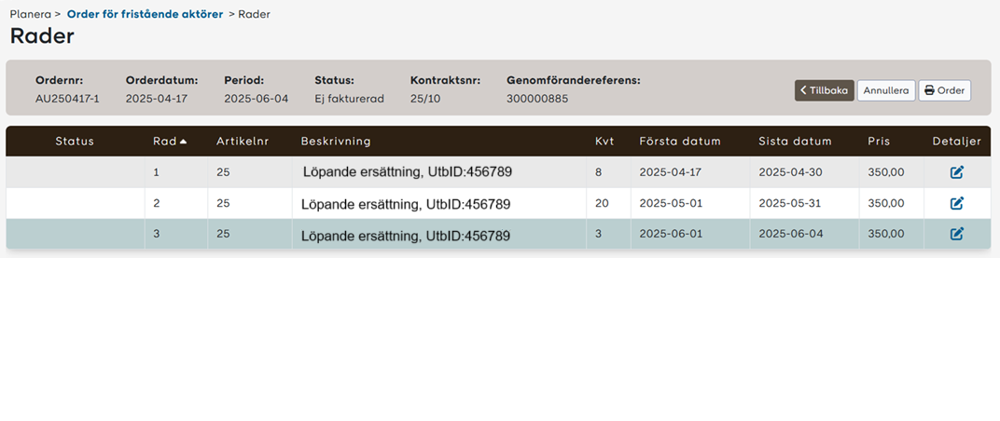 Planera > Order för fristående aktörer > Rader
Rader
Ordernr: Orderdatum: Period: Status: Kontraktsnr: Genomförandereferens:
AU250417-1 2025-04-17 2025-06-04 Ej fakturerad 25/10 300000885
Tillbaka Annullera Order
Status Rad Artikelnr Beskrivning Kvt Första datum Sista datum Pris Detaljer
1 25 Löpande ersättning, UtbID:456789 8 2025-04-17 2025-04-30 350,00
2 25 Löpande ersättning, UtbID:456789 20 2025-05-01 2025-05-31 350,00
3 25 Löpande ersättning, UtbID:456789 3 2025-06-01 2025-06-04 350,00